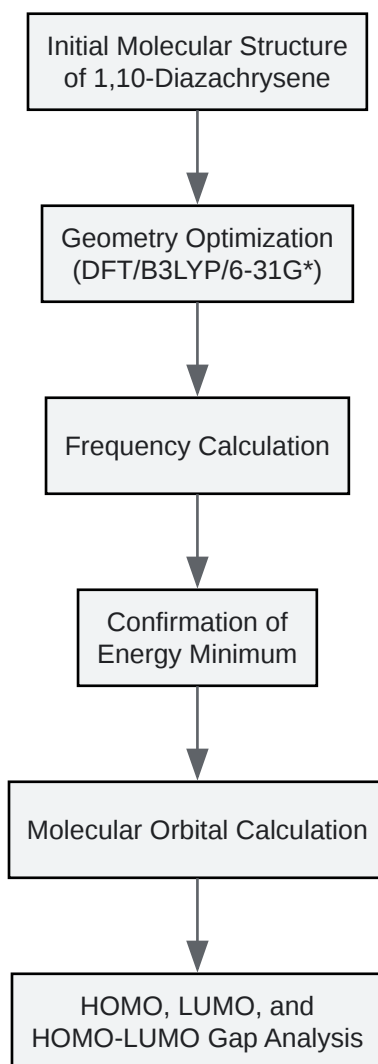 Initial Molecular Structure
of 1,10-Diazachrysene
Geometry Optimization
(DFT/B3LYP/6-31G*)
Frequency Calculation
Confirmation of
Energy Minimum
Molecular Orbital Calculation
HOMO, LUMO, and
HOMO-LUMO Gap Analysis